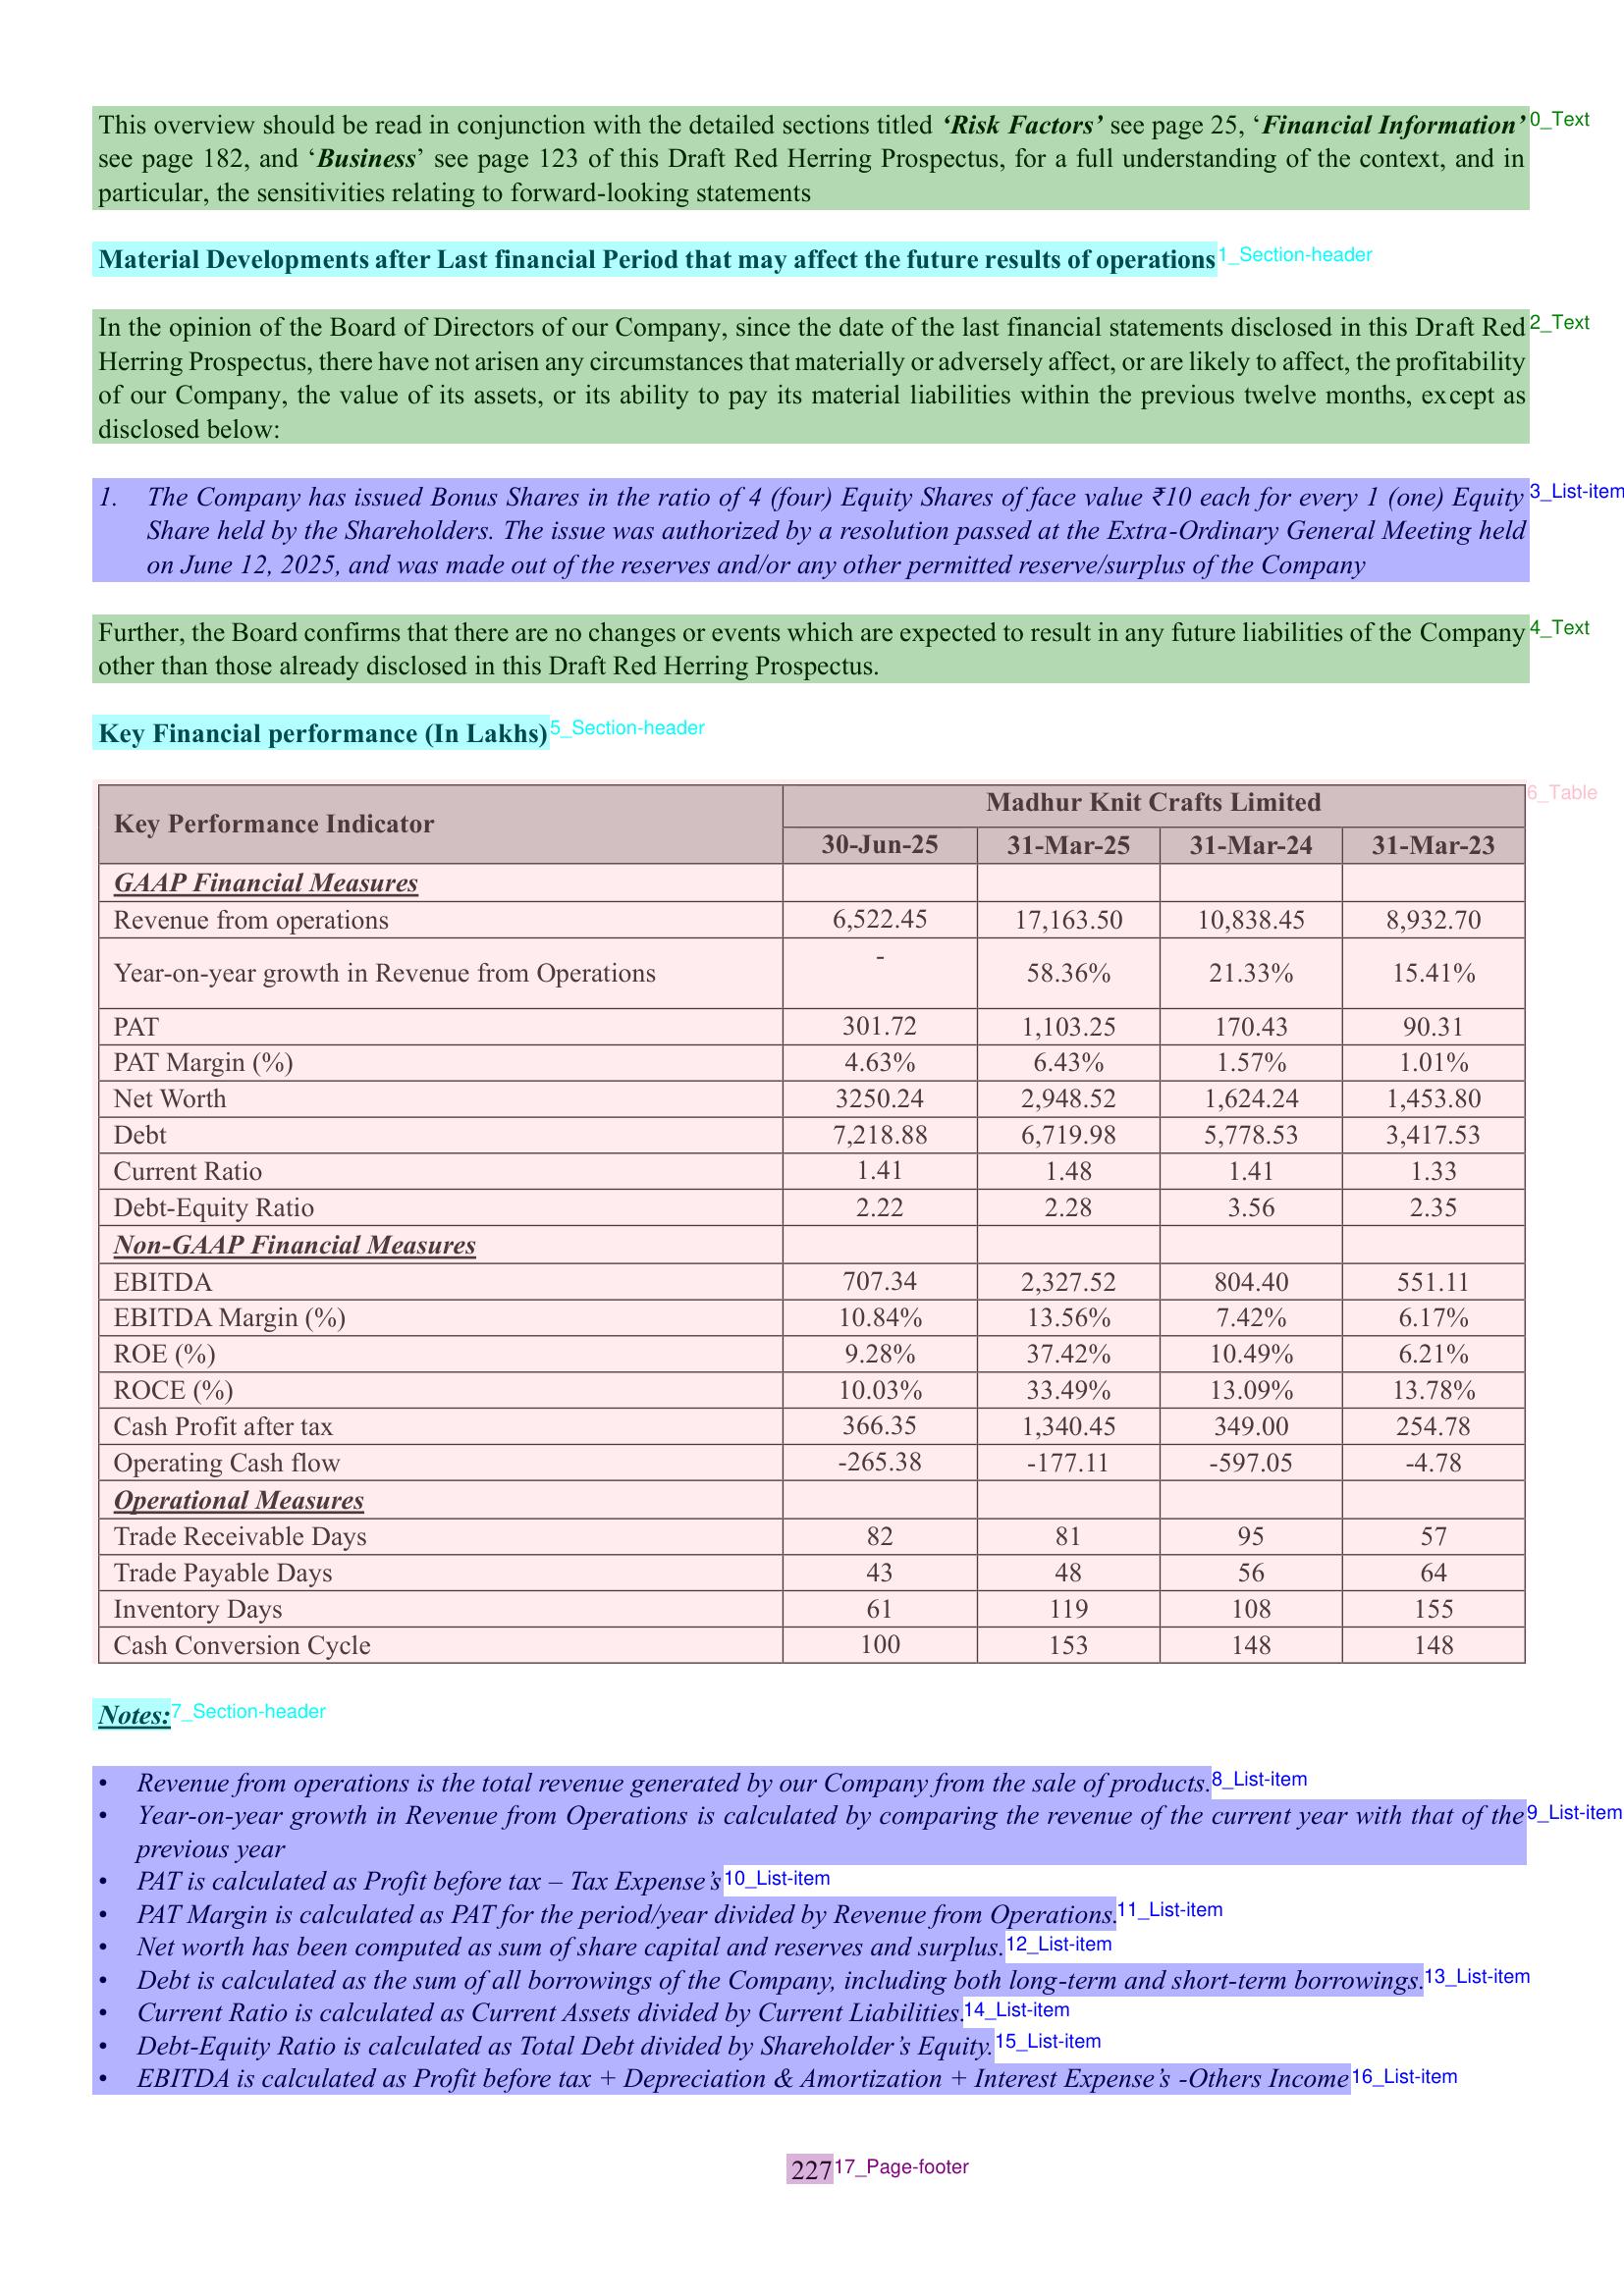 This overview should be read in conjunction with the detailed sections titled ‘Risk Factors’ see page 25, ‘Financial Information’ 0_Text
see page 182, and ‘Business’ see page 123 of this Draft Red Herring Prospectus, for a full understanding of the context, and in
particular, the sensitivities relating to forward-looking statements
Material Developments after Last financial Period that may affect the future results of operations 1_Section-header
In the opinion of the Board of Directors of our Company, since the date of the last financial statements disclosed in this Draft Red 2_Text
Herring Prospectus, there have not arisen any circumstances that materially or adversely affect, or are likely to affect, the profitability
of our Company, the value of its assets, or its ability to pay its material liabilities within the previous twelve months, except as
disclosed below:
1. The Company has issued Bonus Shares in the ratio of 4 (four) Equity Shares of face value ₹10 each for every 1 (one) Equity 3_List-item
Share held by the Shareholders. The issue was authorized by a resolution passed at the Extra-Ordinary General Meeting held
on June 12, 2025, and was made out of the reserves and/or any other permitted reserve/surplus of the Company
Further, the Board confirms that there are no changes or events which are expected to result in any future liabilities of the Company 4_Text
other than those already disclosed in this Draft Red Herring Prospectus.
Key Financial performance (In Lakhs) 5_Section-header
6_Table
Key Performance Indicator Madhur Knit Crafts Limited
30-Jun-25 31-Mar-25 31-Mar-24 31-Mar-23
GAAP Financial Measures
Revenue from operations 6,522.45 17,163.50 10,838.45 8,932.70
Year-on-year growth in Revenue from Operations - 58.36% 21.33% 15.41%
PAT 301.72 1,103.25 170.43 90.31
PAT Margin (%) 4.63% 6.43% 1.57% 1.01%
Net Worth 3250.24 2,948.52 1,624.24 1,453.80
Debt 7,218.88 6,719.98 5,778.53 3,417.53
Current Ratio 1.41 1.48 1.41 1.33
Debt-Equity Ratio 2.22 2.28 3.56 2.35
Non-GAAP Financial Measures
EBITDA 707.34 2,327.52 804.40 551.11
EBITDA Margin (%) 10.84% 13.56% 7.42% 6.17%
ROE (%) 9.28% 37.42% 10.49% 6.21%
ROCE (%) 10.03% 33.49% 13.09% 13.78%
Cash Profit after tax 366.35 1,340.45 349.00 254.78
Operating Cash flow -265.38 -177.11 -597.05 -4.78
Operational Measures
Trade Receivable Days 82 81 95 57
Trade Payable Days 43 48 56 64
Inventory Days 61 119 108 155
Cash Conversion Cycle 100 153 148 148
Notes: 7_Section-header
• Revenue from operations is the total revenue generated by our Company from the sale of products. 8_List-item
• Year-on-year growth in Revenue from Operations is calculated by comparing the revenue of the current year with that of the 9_List-item
previous year
• PAT is calculated as Profit before tax – Tax Expense’s 10_List-item
• PAT Margin is calculated as PAT for the period/year divided by Revenue from Operations. 11_List-item
• Net worth has been computed as sum of share capital and reserves and surplus. 12_List-item
• Debt is calculated as the sum of all borrowings of the Company, including both long-term and short-term borrowings. 13_List-item
• Current Ratio is calculated as Current Assets divided by Current Liabilities. 14_List-item
• Debt-Equity Ratio is calculated as Total Debt divided by Shareholder’s Equity. 15_List-item
• EBITDA is calculated as Profit before tax + Depreciation & Amortization + Interest Expense’s -Others Income 16_List-item
227 17_Page-footer